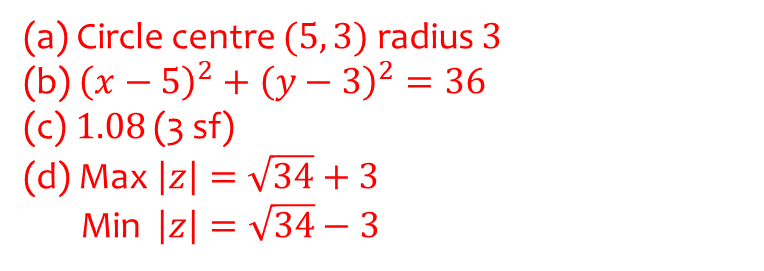 (a) Circle centre (5, 3) radius 3
(b) (x − 5)² + (y − 3)² = 36
(c) 1.08 (3 sf)
(d) Max |z| = √34 + 3
Min |z| = √34 − 3